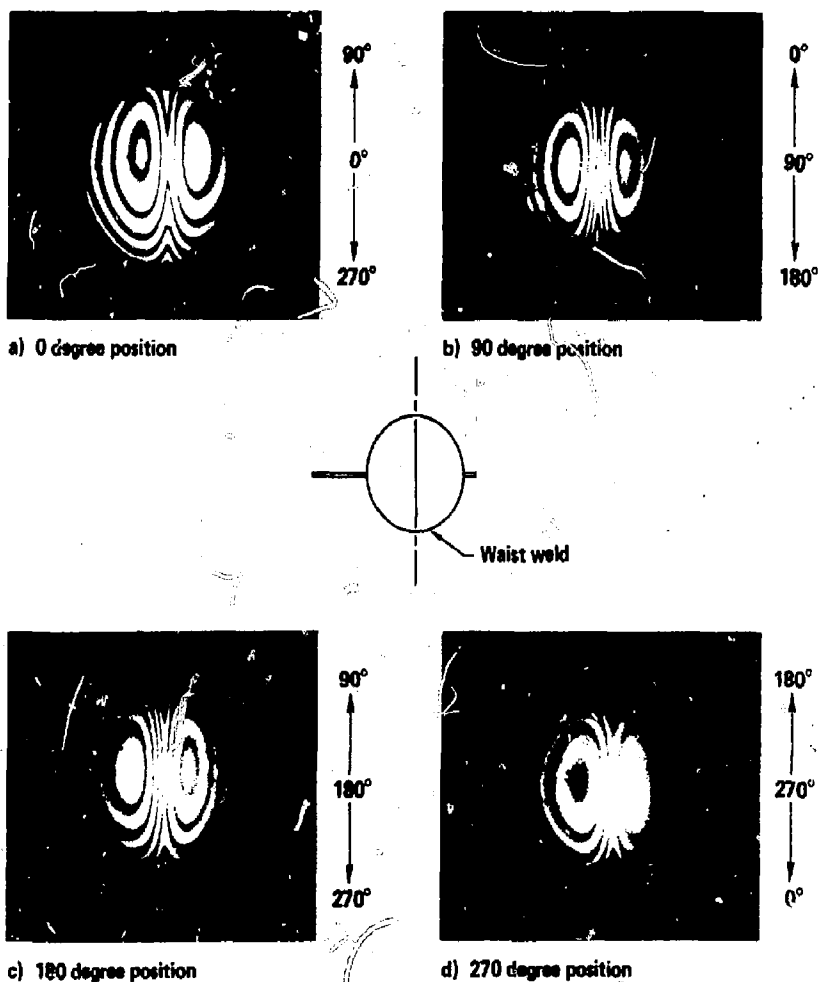 90°
0°
270°
a) 0 degree position
0°
90°
180°
b) 90 degree position
Waist weld
90°
180°
270°
c) 180 degree position
180°
270°
0°
d) 270 degree position